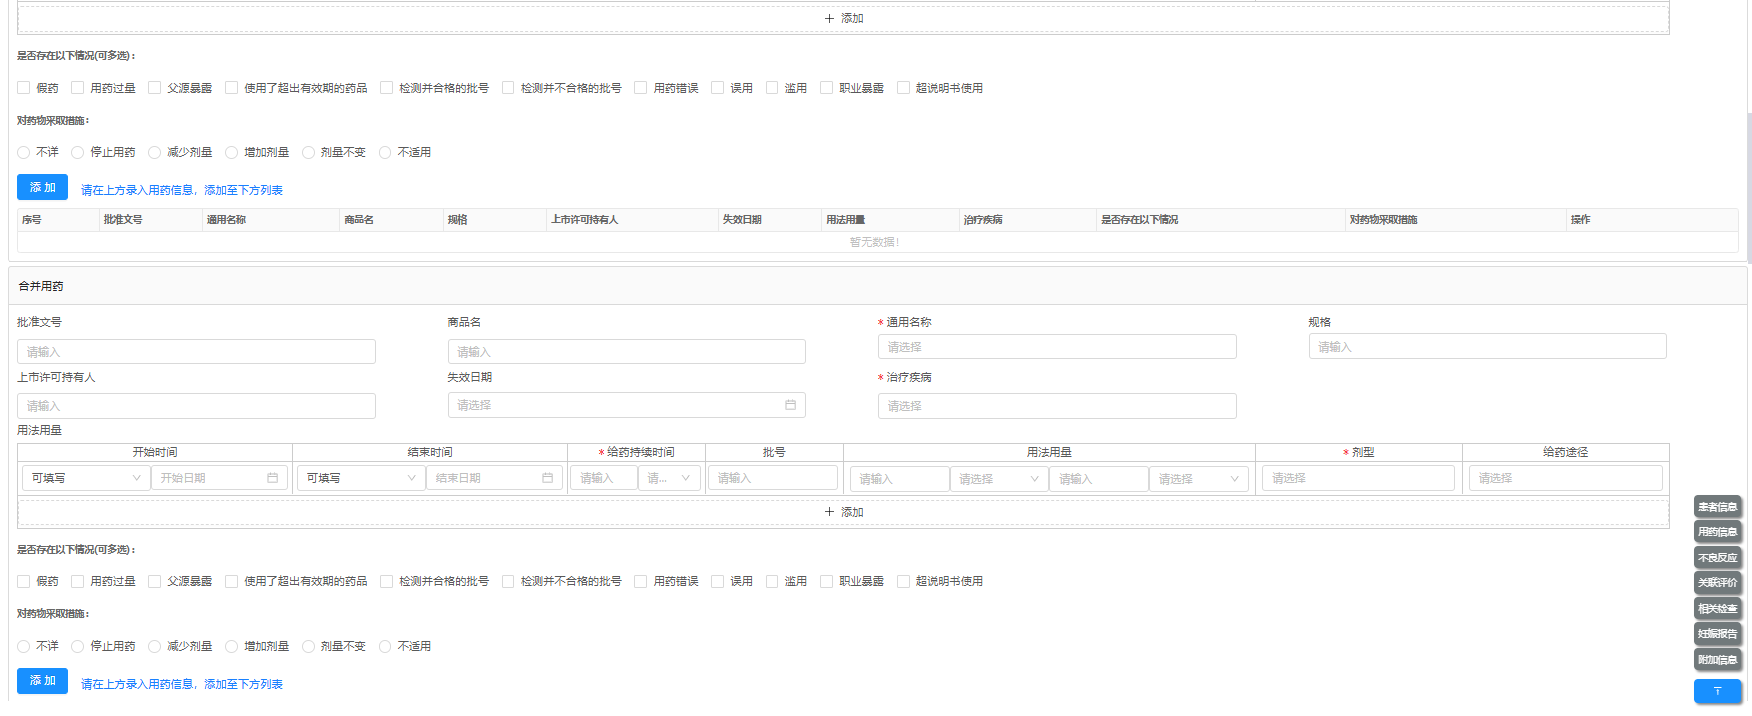 添加
是否存在以下情况(可多选)：
假药 用药过量 父源暴露 使用了超出有效期的药品 检测并合格的批号 检测并不合格的批号 用药错误 误用 滥用 职业暴露 超说明书使用
对药物采取措施：
不详 停止用药 减少剂量 增加剂量 剂量不变 不适用
添 加 请在上方录入用药信息，添加至下方列表
序号 批准文号 通用名称 商品名 规格 上市许可持有人 失效日期 用法用量 治疗疾病 是否存在以下情况 对药物采取措施 操作
暂无数据!
合并用药
批准文号 商品名 * 通用名称 规格
请输入 请输入 请选择 请输入
上市许可持有人 失效日期 * 治疗疾病
请输入 请选择 请选择
用法用量
开始时间 结束时间 * 给药持续时间 批号 用法用量 * 剂型 给药途径
可填写 开始日期 可填写 结束日期 请输入 请... 请输入 请输入 请选择 请输入 请选择 请选择 请选择
添加
是否存在以下情况(可多选)：
假药 用药过量 父源暴露 使用了超出有效期的药品 检测并合格的批号 检测并不合格的批号 用药错误 误用 滥用 职业暴露 超说明书使用
对药物采取措施：
不详 停止用药 减少剂量 增加剂量 剂量不变 不适用
添 加 请在上方录入用药信息，添加至下方列表
患者信息
用药信息
不良反应
关联评价
相关检查
妊娠报告
附加信息